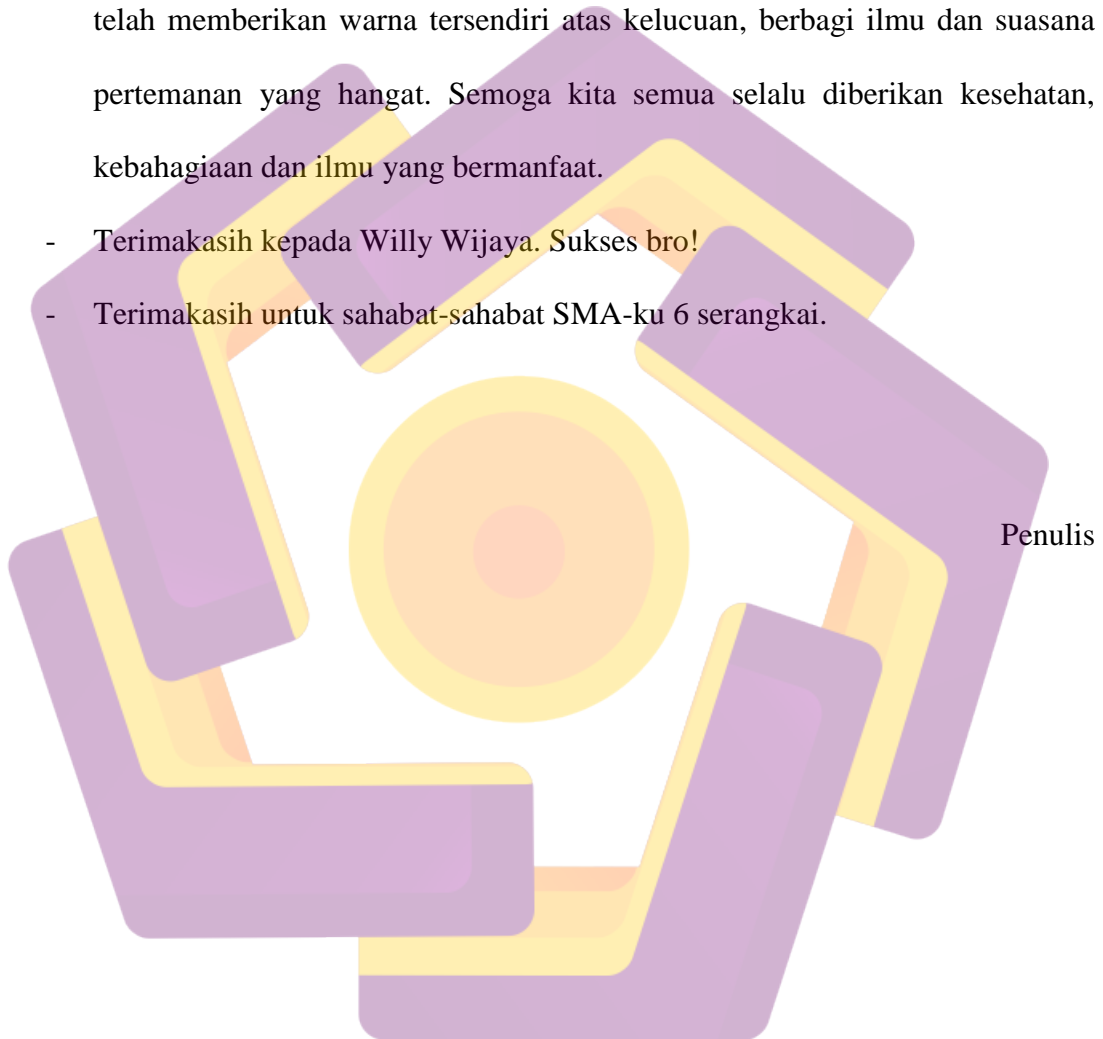 telah memberikan warna tersendiri atas kelucuan, berbagi ilmu dan suasana
pertemanan yang hangat. Semoga kita semua selalu diberikan kesehatan,
kebahagiaan dan ilmu yang bermanfaat.
- Terimakasih kepada Willy Wijaya. Sukses bro!
- Terimakasih untuk sahabat-sahabat SMA-ku 6 serangkai.
Penulis